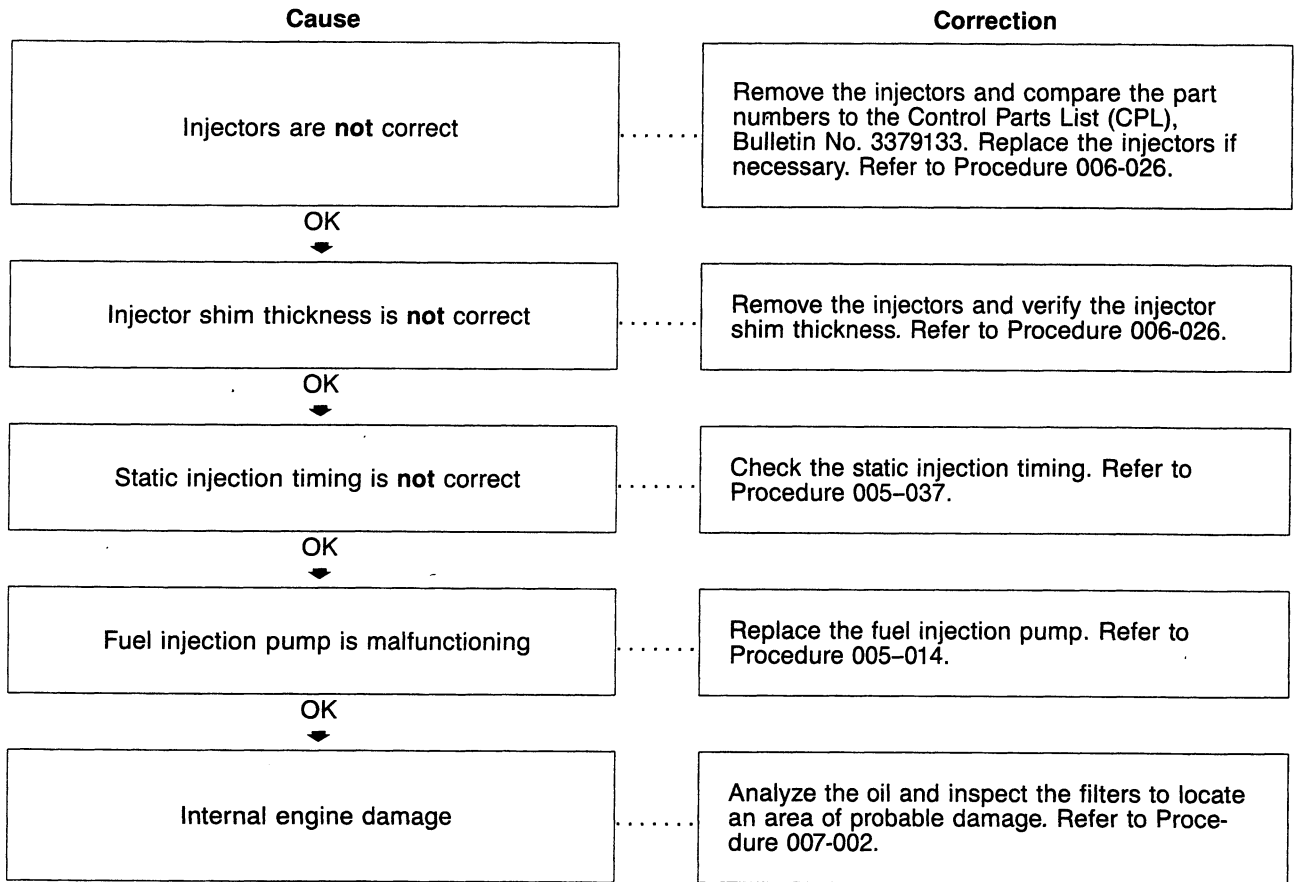 Cause
Correction
Injectors are not correct
.......
Remove the injectors and compare the part
numbers to the Control Parts List (CPL),
Bulletin No. 3379133. Replace the injectors if
necessary. Refer to Procedure 006-026.
OK
Injector shim thickness is not correct
.......
Remove the injectors and verify the injector
shim thickness. Refer to Procedure 006-026.
OK
Static injection timing is not correct
.......
Check the static injection timing. Refer to
Procedure 005–037.
OK
Fuel injection pump is malfunctioning
.......
Replace the fuel injection pump. Refer to
Procedure 005–014.
OK
Internal engine damage
.......
Analyze the oil and inspect the filters to locate
an area of probable damage. Refer to Proce-
dure 007-002.